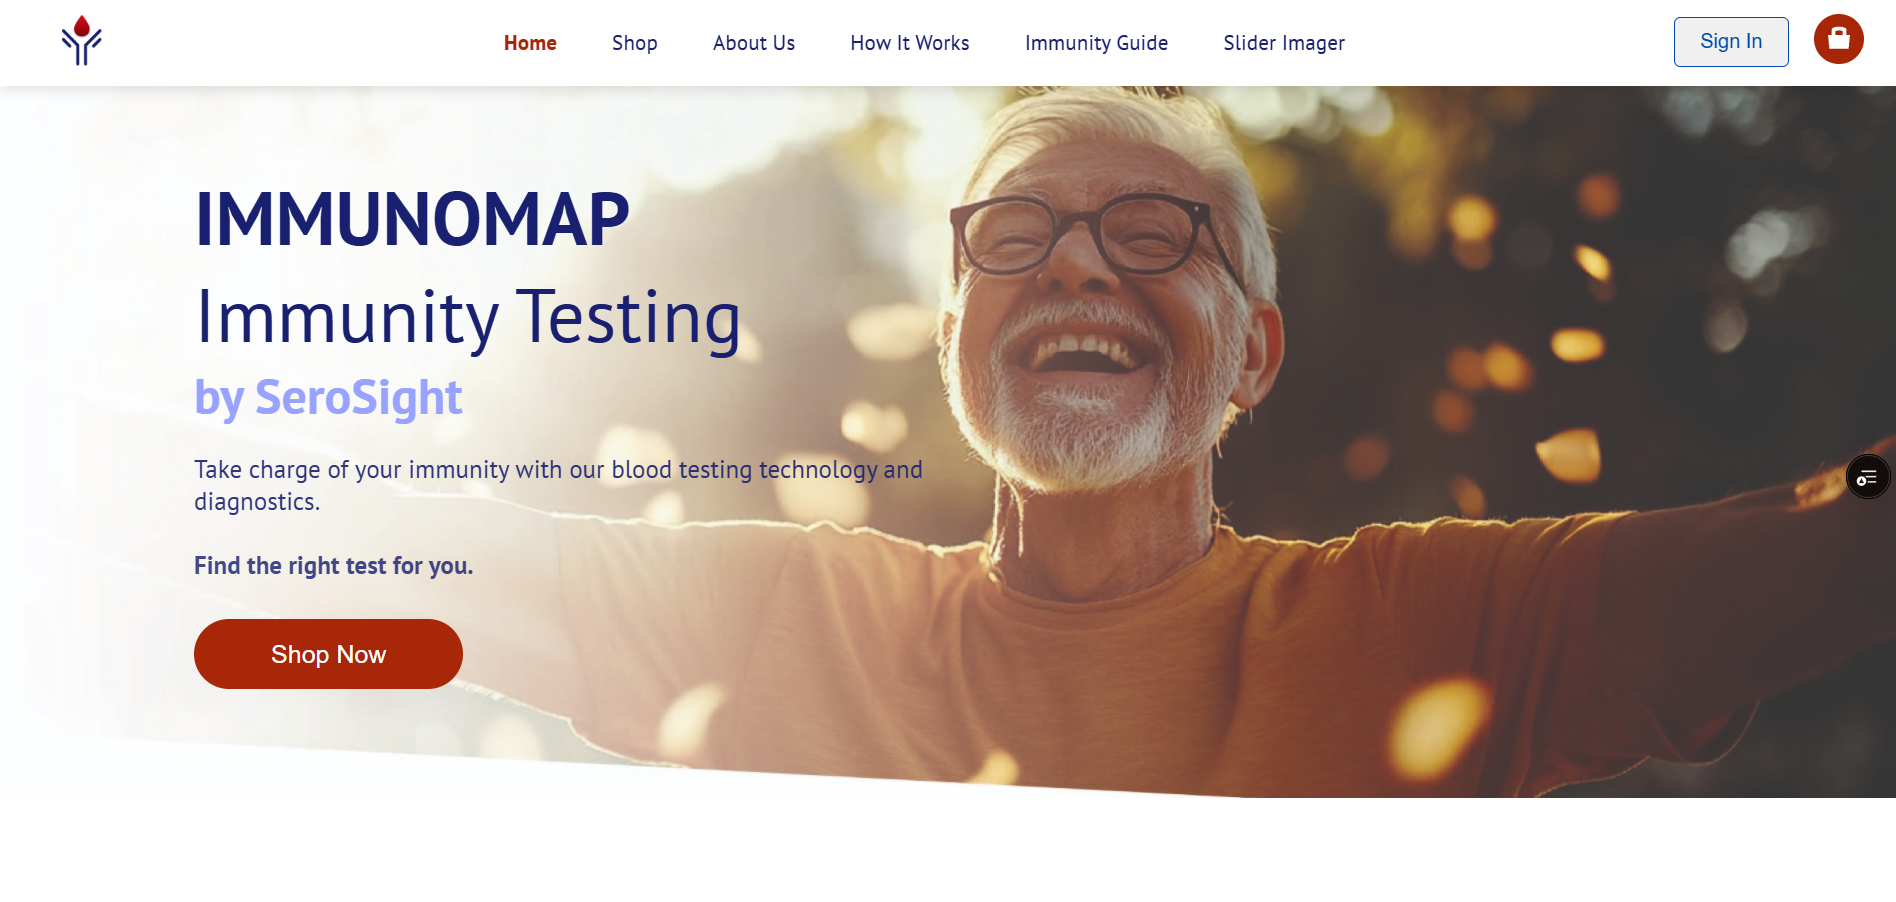 Home Shop About Us How It Works Immunity Guide Slider Imager Sign In
IMMUNOMAP
Immunity Testing
by SeroSight
Take charge of your immunity with our blood testing technology and
diagnostics.
Find the right test for you.
Shop Now